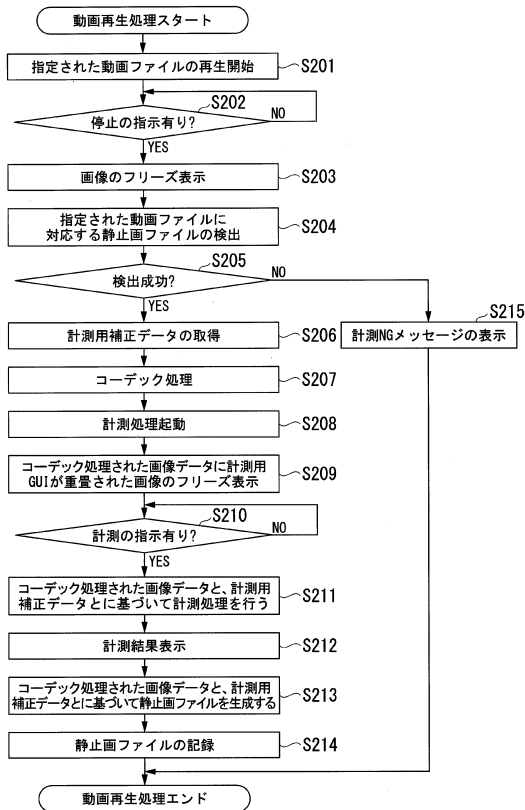 動画再生処理スタート
指定された動画ファイルの再生開始
S201
S202
停止の指示有り?
NO
YES
画像のフリーズ表示
S203
指定された動画ファイルに
対応する静止画ファイルの検出
S204
S205
検出成功?
NO
YES
S215
計測用補正データの取得
S206
計測NGメッセージの表示
コーデック処理
S207
計測処理起動
S208
コーデック処理された画像データに計測用
GUIが重畳された画像のフリーズ表示
S209
S210
計測の指示有り?
NO
YES
コーデック処理された画像データと、計測用
補正データとに基づいて計測処理を行う
S211
計測結果表示
S212
コーデック処理された画像データと、計測用
補正データとに基づいて静止画ファイルを生成する
S213
静止画ファイルの記録
S214
動画再生処理エンド